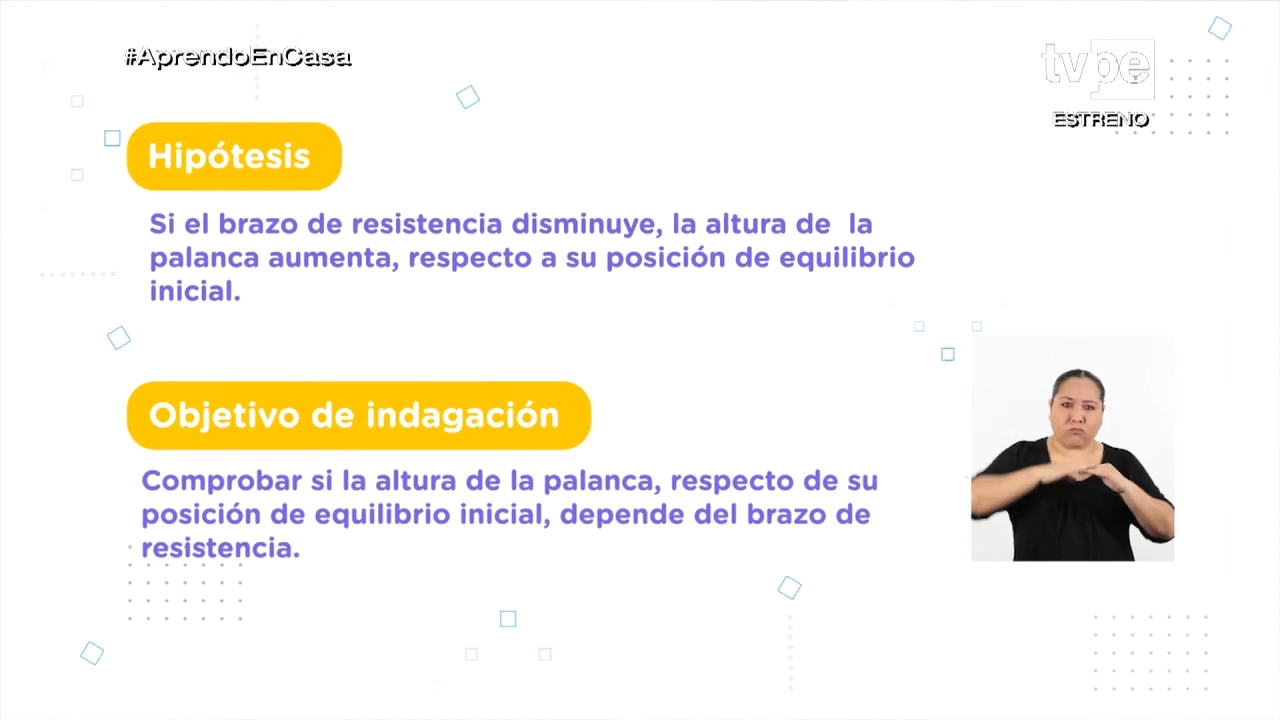 #AprendoEnCasa
tvpe
ESTRENO
Hipótesis
Si el brazo de resistencia disminuye, la altura de la
palanca aumenta, respecto a su posición de equilibrio
inicial.
Objetivo de indagación
Comprobar si la altura de la palanca, respecto de su
posición de equilibrio inicial, depende del brazo de
resistencia.